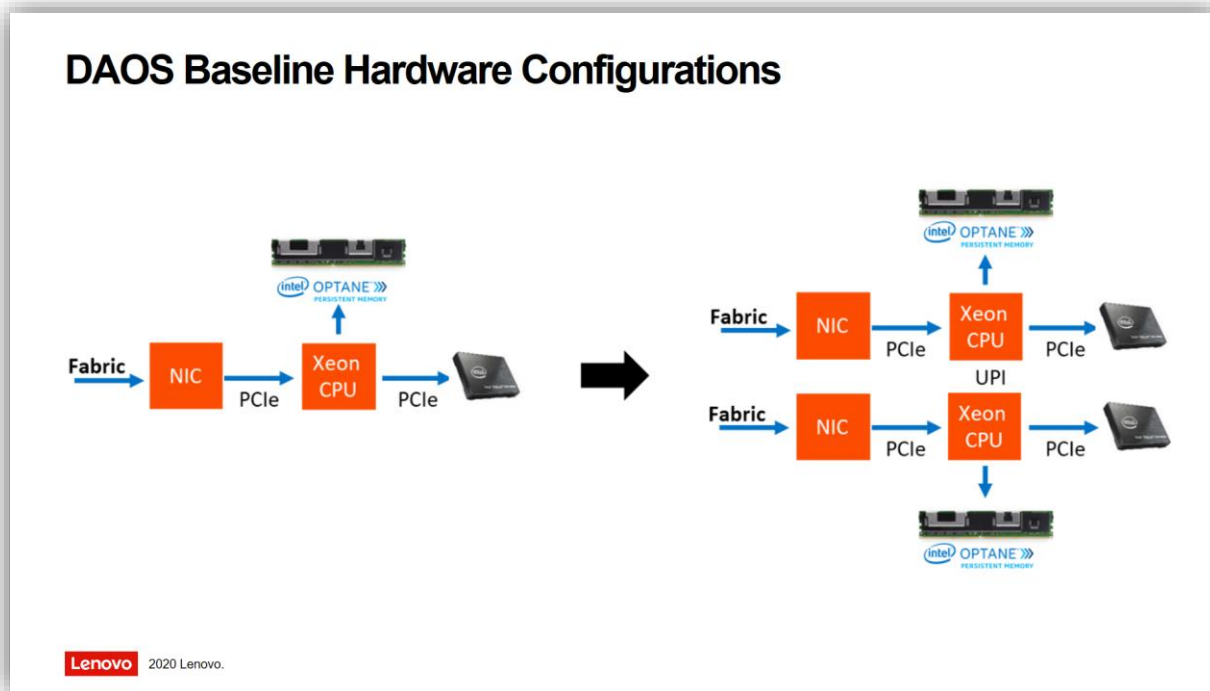 DAOS Baseline Hardware Configurations
intel OPTANE
PERSISTENT MEMORY
Fabric
NIC
PCIe
Xeon
CPU
PCIe
intel OPTANE
PERSISTENT MEMORY
Fabric
NIC
PCIe
Xeon
CPU
PCIe
UPI
Fabric
NIC
PCIe
Xeon
CPU
PCIe
intel OPTANE
PERSISTENT MEMORY
Lenovo 2020 Lenovo.